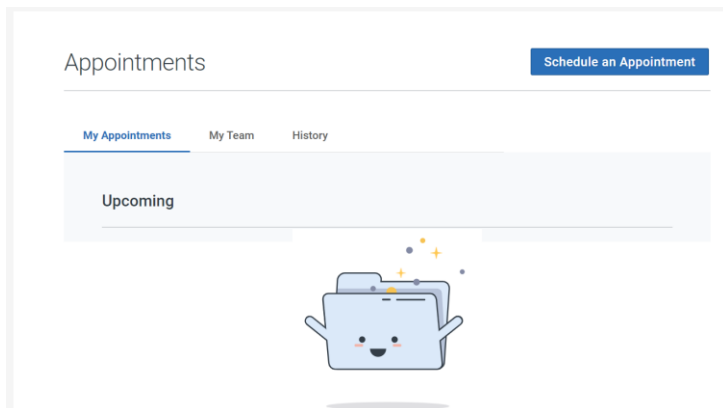 Appointments
Schedule an Appointment
My Appointments My Team History
Upcoming